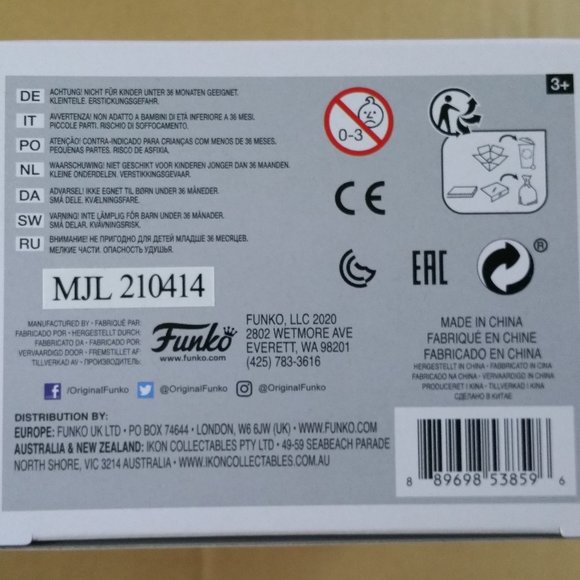 3+
DE ACHTUNG! NICHT FÜR KINDER UNTER 36 MONATEN GEEIGNET.
KLEINTEILE. ERSTICKUNGSGEFAHR.
IT AVVERTENZA! NON ADATTO A BAMBINI DI ETÀ INFERIORE A 36 MESI.
PICCOLE PARTI. RISCHIO DI SOFFOCAMENTO.
PO ATENÇÃO! CONTRA-INDICADO PARA CRIANÇAS COM MENOS DE 36 MESES.
PEQUENAS PARTES. RISCO DE ASFIXIA.
NL WAARSCHUWING! NIET GESCHIKT VOOR KINDEREN JONGER DAN 36 MAANDEN.
KLEINE ONDERDELEN. VERSTIKKINGSGEVAAR.
DA ADVARSEL! IKKE EGNET TIL BØRN UNDER 36 MÅNEDER.
SMÅ DELE. KVÆLNINGSFARE.
SW VARNING! INTE LÄMPLIG FÖR BARN UNDER 36 MÅNADER.
SMÅ DELAR. KVÄVNINGSRISK.
RU ВНИМАНИЕ! НЕ ПРИГОДНО ДЛЯ ДЕТЕЙ МЛАДШЕ 36 МЕСЯЦЕВ.
МЕЛКИЕ ЧАСТИ. ОПАСНОСТЬ УДУШЬЯ.
0-3
CE
EAC
®
MJL 210414
MANUFACTURED BY • FABRIQUÉ PAR
FABRICADO POR • HERGESTELLT DURCH:
FABBRICATO DA • FABRICADO POR
VERVAARDIGD DOOR • FREMSTILLET AF
TILLVERKAD AV • ПРОИЗВОДИТЕЛЬ:
Funko
www.funko.com
FUNKO, LLC 2020
2802 WETMORE AVE
EVERETT, WA 98201
(425) 783-3616
MADE IN CHINA
FABRIQUÉ EN CHINE
FABRICADO EN CHINA
HERGESTELLT IN CHINA • FABBRICATO IN CINA
FABRICADO NA CHINA • VERVAARDIGD IN CHINA
PRODUCERET I KINA • TILLVERKAD I KINA
СДЕЛАНО В КИТАЕ
/OriginalFunko @OriginalFunko @OriginalFunko
DISTRIBUTION BY:
EUROPE: FUNKO UK LTD • PO BOX 74644 • LONDON, W6 6JW (UK) • WWW.FUNKO.COM
AUSTRALIA & NEW ZEALAND: IKON COLLECTABLES PTY LTD • 49-59 SEABEACH PARADE
NORTH SHORE, VIC 3214 AUSTRALIA • WWW.IKONCOLLECTABLES.COM.AU
8 89698 53859 6